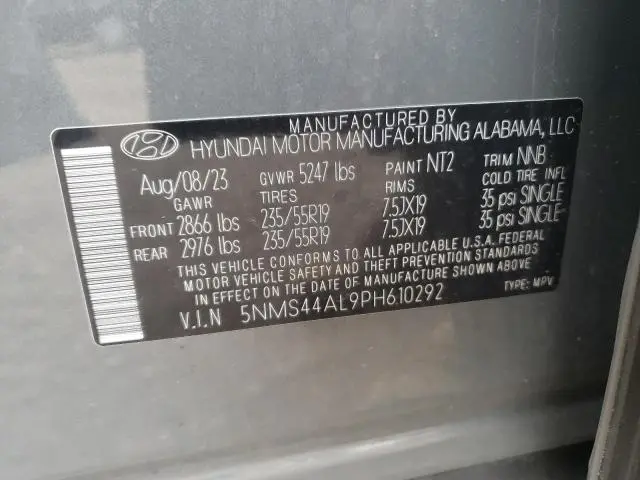 MANUFACTURED BY
HYUNDAI MOTOR MANUFACTURING ALABAMA, LLC
Aug/08/23 GVWR 5247 lbs PAINT NT2 TRIM NNB
GAWR TIRES RIMS COLD TIRE INFL
FRONT 2866 lbs 235/55R19 7.5JX19 35 psi SINGLE
REAR 2976 lbs 235/55R19 7.5JX19 35 psi SINGLE
THIS VEHICLE CONFORMS TO ALL APPLICABLE U.S.A. FEDERAL
MOTOR VEHICLE SAFETY AND THEFT PREVENTION STANDARDS
IN EFFECT ON THE DATE OF MANUFACTURE SHOWN ABOVE.
V.I.N 5NMS44AL9PH610292 TYPE: MPV